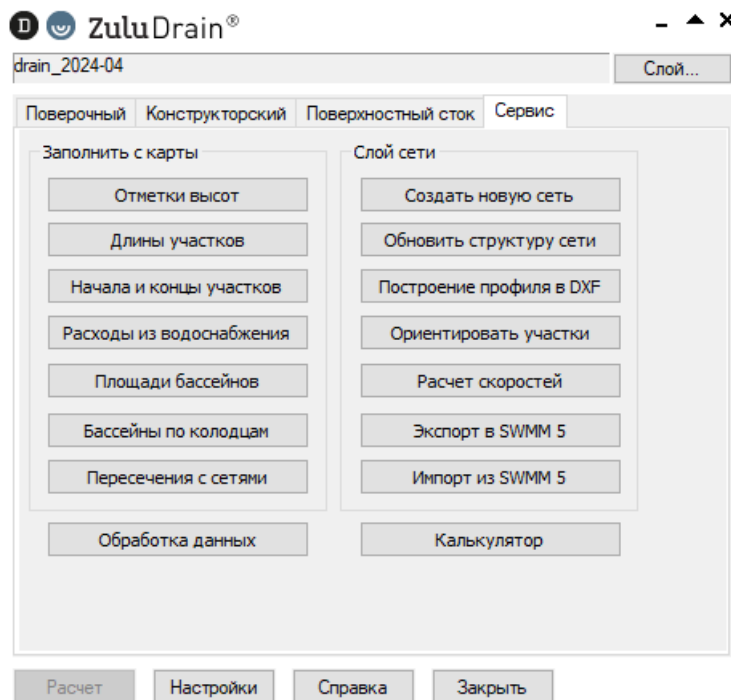 D ZuluDrain®
drain_2024-04
Слой...
Поверочный Конструкторский Поверхностный сток Сервис
Заполнить с карты
Отметки высот
Длины участков
Начала и концы участков
Расходы из водоснабжения
Площади бассейнов
Бассейны по колодцам
Пересечения с сетями
Обработка данных
Слой сети
Создать новую сеть
Обновить структуру сети
Построение профиля в DXF
Ориентировать участки
Расчет скоростей
Экспорт в SWMM 5
Импорт из SWMM 5
Калькулятор
Расчет Настройки Справка Закрыть